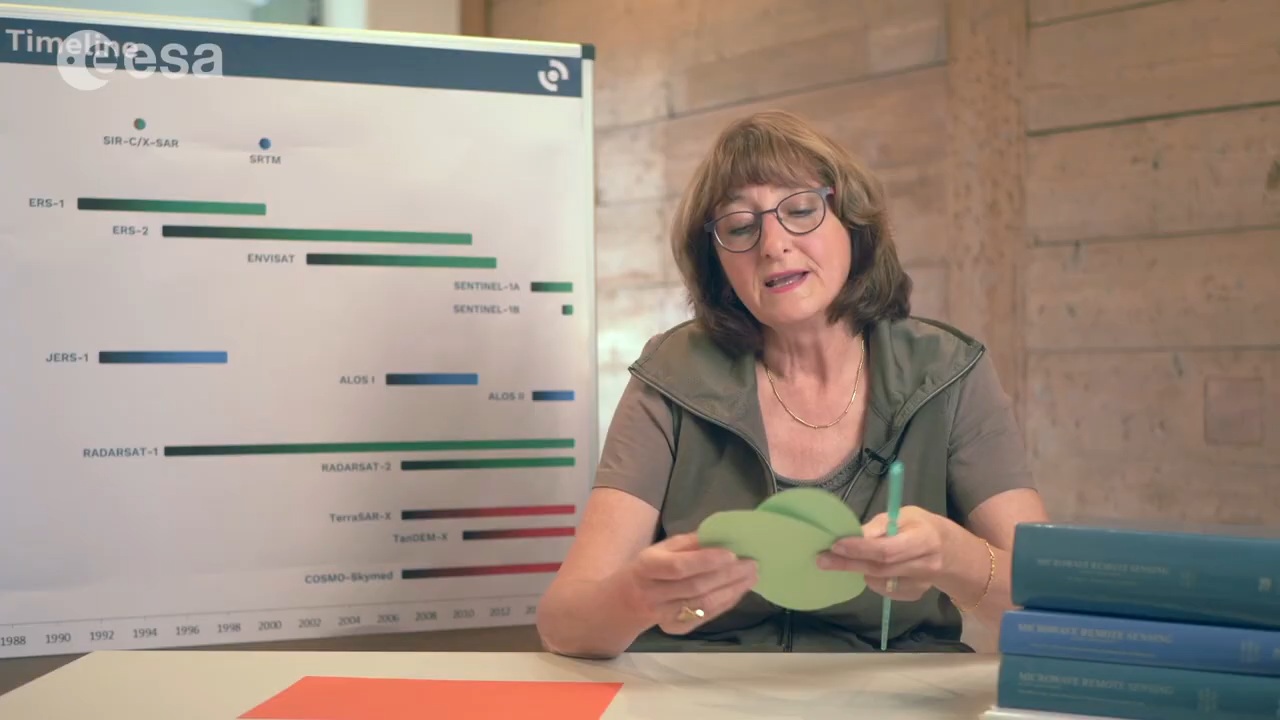 Timeline
esa
SIR-C/X-SAR
SRTM
ERS-1
ERS-2
ENVISAT
SENTINEL-1A
SENTINEL-1B
JERS-1
ALOS I
ALOS II
RADARSAT-1
RADARSAT-2
TerraSAR-X
TanDEM-X
COSMO-Skymed
1988 1990 1992 1994 1996 1998 2000 2002 2004 2006 2008 2010 2012
MICROWAVE REMOTE SENSING
MICROWAVE REMOTE SENSING
MICROWAVE REMOTE SENSING